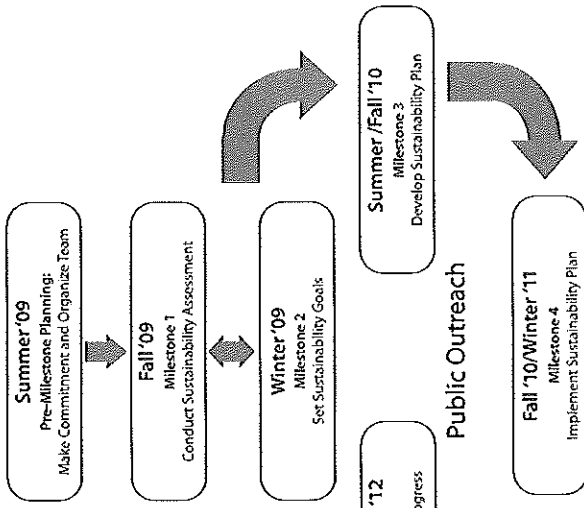 Summer '09
Pre-Milestone Planning:
Make Commitment and Organize Team
Fall '09
Milestone 1
Conduct Sustainability Assessment
Winter '09
Milestone 2
Set Sustainability Goals
Summer /Fall '10
Milestone 3
Develop Sustainability Plan
Public Outreach
'12
ogress
Fall '10/Winter '11
Milestone 4
Implement Sustainability Plan